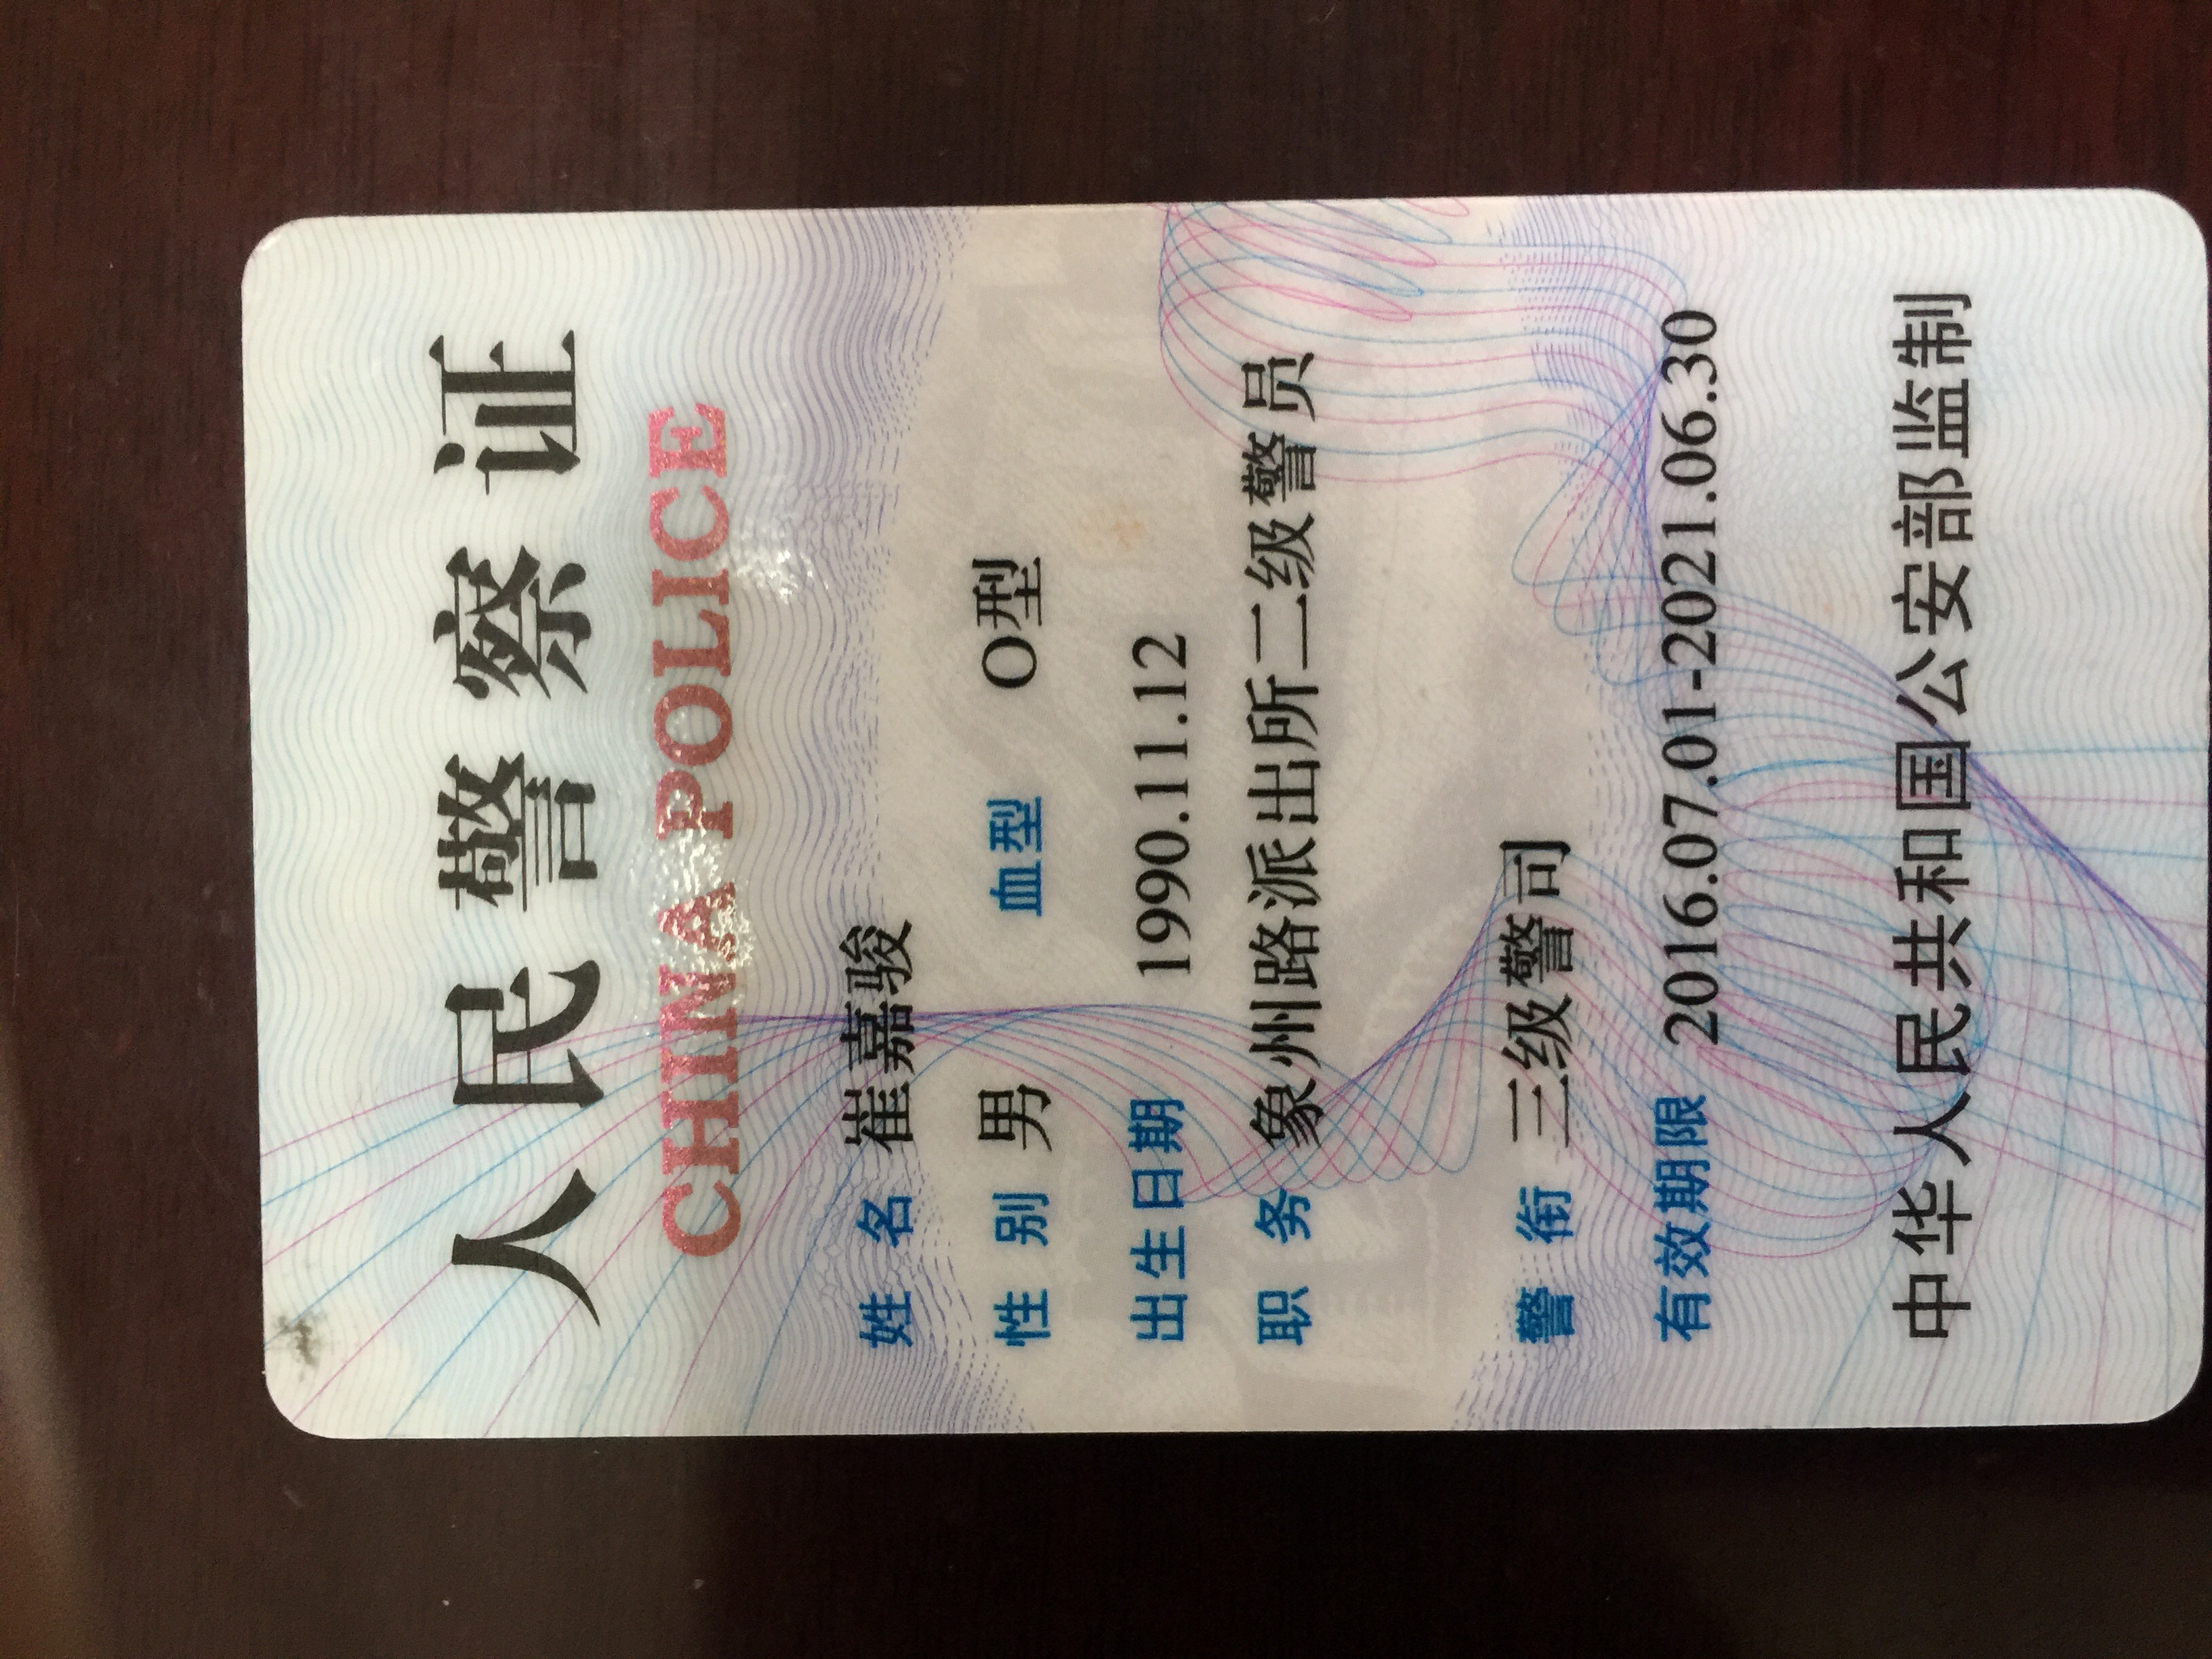 人民警察证
CHINA POLICE
姓 名 崔嘉骏
性 别 男 血型 O型
出生日期 1990.11.12
职 务 象州路派出所二级警员
警 衔 三级警司
有效期限 2016.07.01-2021.06.30
中华人民共和国公安部监制